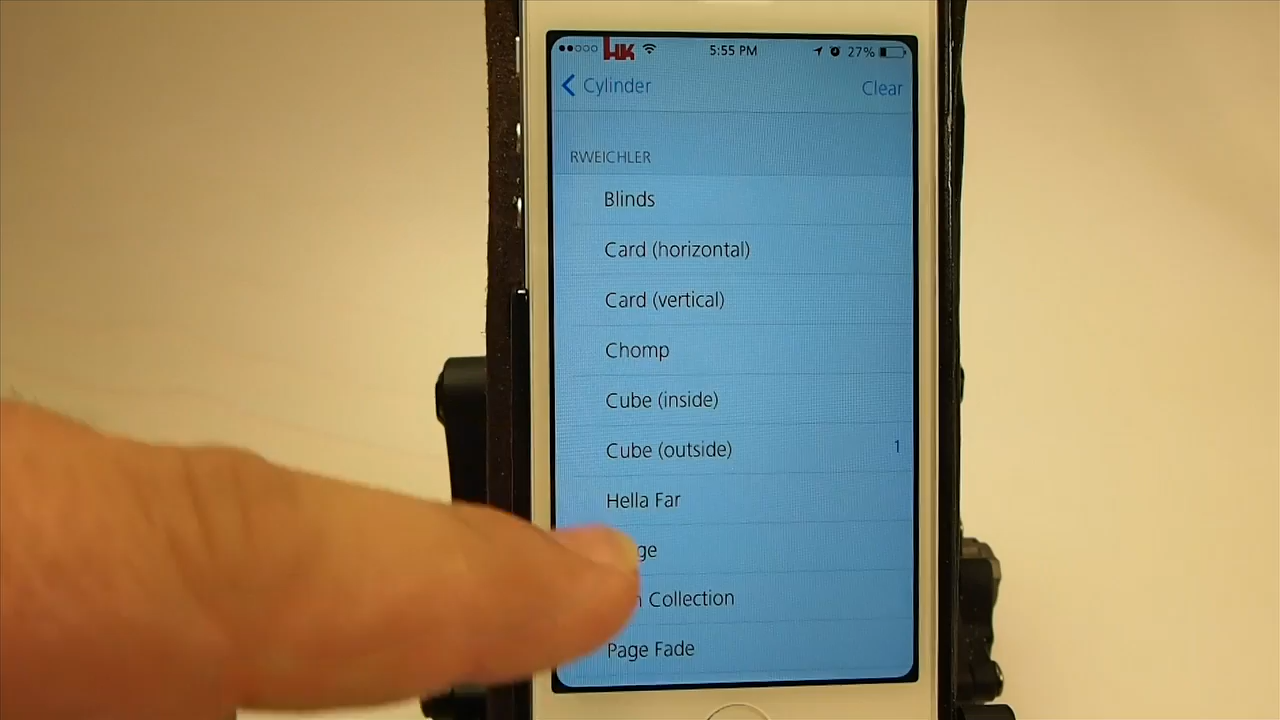 HK 5:55 PM 27%
Cylinder Clear
RWEICHLER
Blinds
Card (horizontal)
Card (vertical)
Chomp
Cube (inside)
Cube (outside) 1
Hella Far
Collection
Page Fade